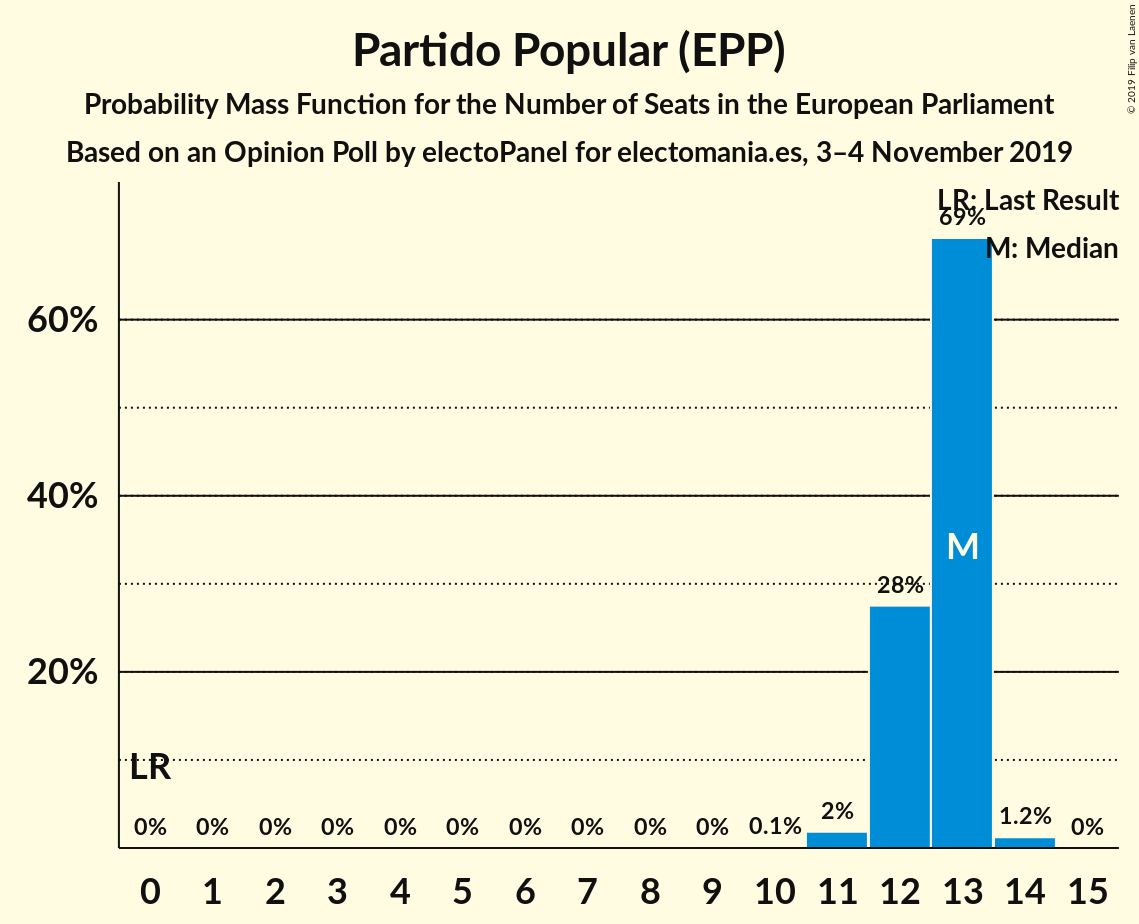 Partido Popular (EPP)
Probability Mass Function for the Number of Seats in the European Parliament
Based on an Opinion Poll by electoPanel for electomania.es, 3–4 November 2019
© 2019 Filip van Laenen
LR: Last Result
M: Median
69%
60%
40%
M
28%
20%
LR
0% 0% 0% 0% 0% 0% 0% 0% 0% 0% 0.1% 2% 1.2% 0%
0 1 2 3 4 5 6 7 8 9 10 11 12 13 14 15